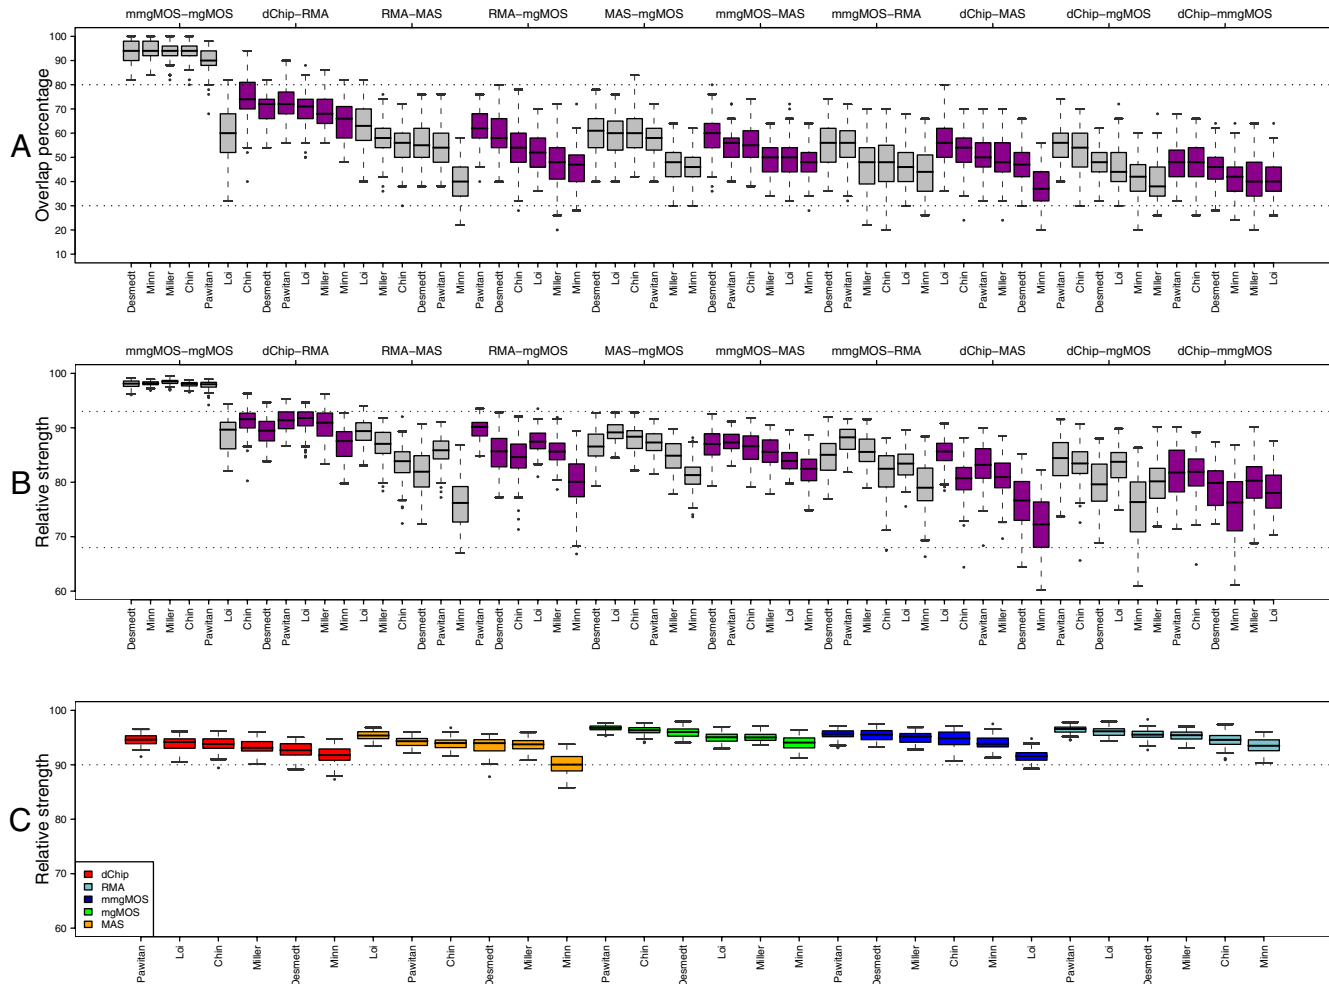 mmgMOS−mgMOS dChip−RMA RMA−MAS RMA−mgMOS MAS−mgMOS mmgMOS−MAS mmgMOS−RMA dChip−MAS dChip−mgMOS dChip−mmgMOS
A
Overlap percentage
100
90
80
70
60
50
40
30
20
10
Desmedt Minn Miller Chin Pawitan Loi Chin Desmedt Pawitan Loi Miller Minn Loi Miller Chin Desmedt Pawitan Minn Pawitan Desmedt Chin Loi Miller Minn Desmedt Loi Chin Pawitan Miller Minn Desmedt Pawitan Chin Miller Loi Minn Desmedt Pawitan Miller Chin Loi Minn Loi Chin Pawitan Miller Desmedt Minn Pawitan Chin Desmedt Loi Minn Miller Pawitan Chin Desmedt Minn Miller Loi
mmgMOS−mgMOS dChip−RMA RMA−MAS RMA−mgMOS MAS−mgMOS mmgMOS−MAS mmgMOS−RMA dChip−MAS dChip−mgMOS dChip−mmgMOS
B
Relative strength
100
90
80
70
60
Desmedt Minn Miller Chin Pawitan Loi Chin Desmedt Pawitan Loi Miller Minn Loi Miller Chin Desmedt Pawitan Minn Pawitan Desmedt Chin Loi Miller Minn Desmedt Loi Chin Pawitan Miller Minn Desmedt Pawitan Chin Miller Loi Minn Desmedt Pawitan Miller Chin Loi Minn Loi Chin Pawitan Miller Desmedt Minn Pawitan Chin Desmedt Loi Minn Miller Pawitan Chin Desmedt Minn Miller Loi
C
Relative strength
100
90
80
70
60
dChip
RMA
mmgMOS
mgMOS
MAS
Pawitan Loi Chin Miller Desmedt Minn Loi Pawitan Chin Desmedt Miller Minn Pawitan Chin Desmedt Loi Miller Minn Pawitan Desmedt Miller Chin Minn Loi Pawitan Loi Desmedt Miller Chin Minn